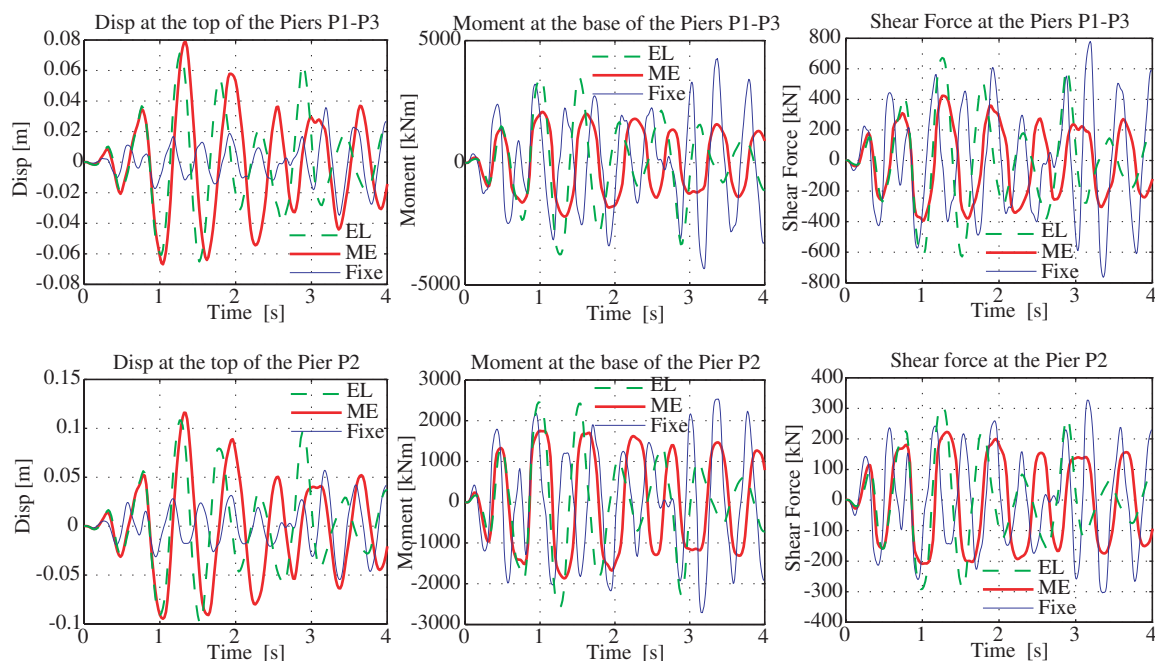 Disp at the top of the Piers P1-P3
0.08
0.06
0.04
0.02
0
-0.02
-0.04
-0.06
-0.08
Disp [m]
EL
ME
Fixe
0 1 2 3 4
Time [s]
Moment at the base of the Piers P1-P3
5000
0
-5000
Moment [kNm]
EL
ME
Fixe
0 1 2 3 4
Time [s]
Shear Force at the Piers P1-P3
800
600
400
200
0
-200
-400
-600
-800
Shear Force [kN]
EL
ME
Fixe
0 1 2 3 4
Time [s]
Disp at the top of the Pier P2
0.15
0.1
0.05
0
-0.05
-0.1
Disp [m]
EL
ME
Fixe
0 1 2 3 4
Time [s]
Moment at the base of the Pier P2
3000
2000
1000
0
-1000
-2000
-3000
Moment [kNm]
EL
ME
Fixe
0 1 2 3 4
Time [s]
Shear force at the Pier P2
400
300
200
100
0
-100
-200
-300
-400
Shear Force [kN]
EL
ME
Fixe
0 1 2 3 4
Time [s]